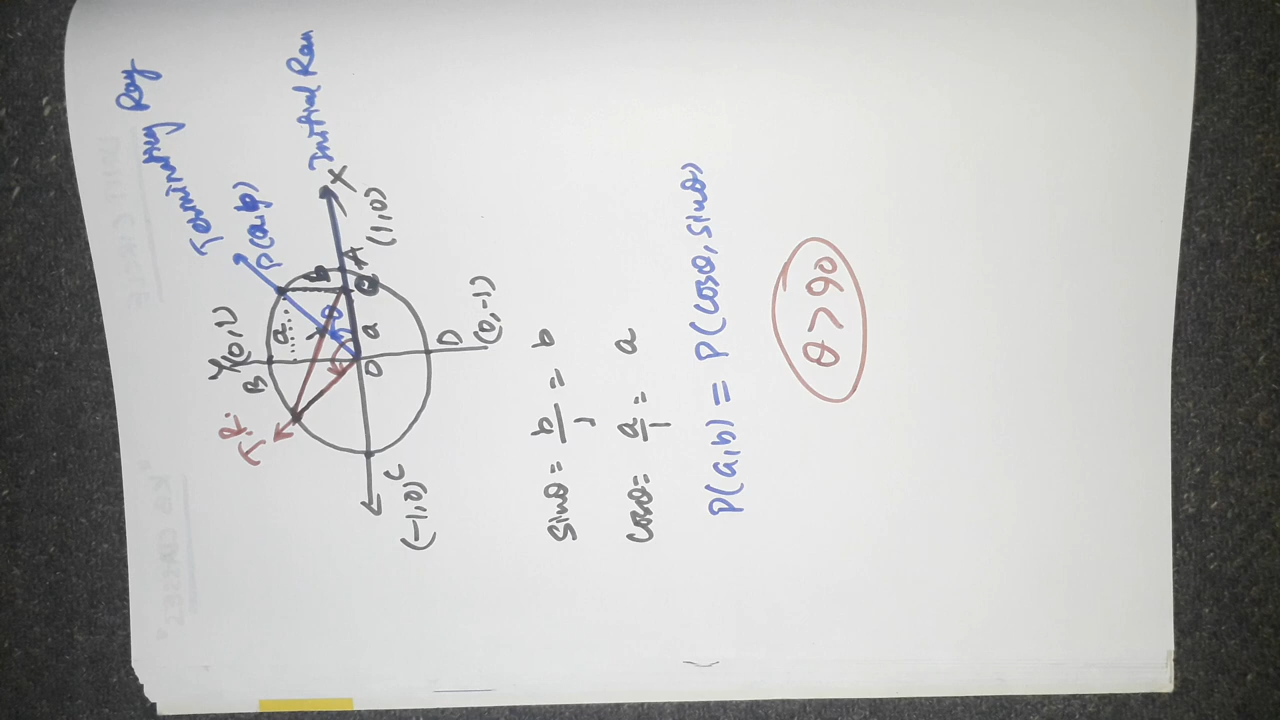 Terminating Ray
P(a,b)
Initial Ray
Y(0,1)
B
T.R.
a
b
θ
Q
A
X
(1,0)
O
a
C
(-1,0)
D
(0,-1)
sinθ = b/1 = b
cosθ = a/1 = a
P(a,b) = P(cosθ, sinθ)
θ > 90